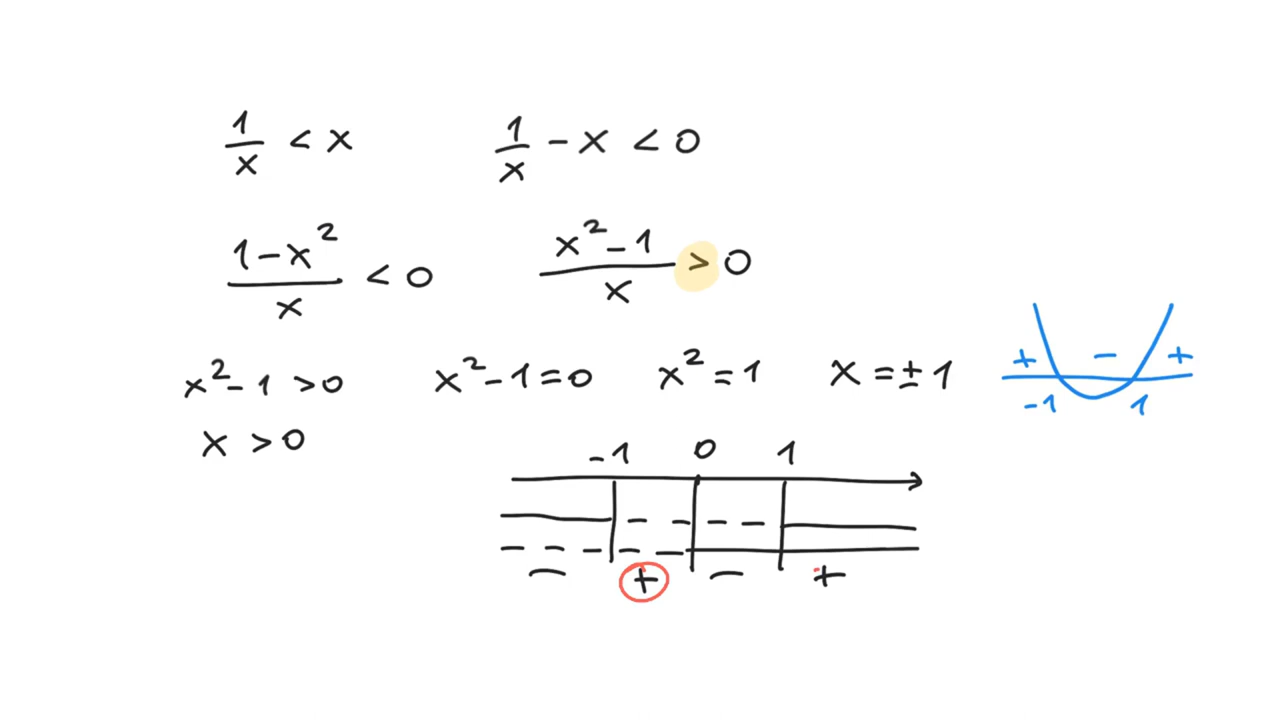 1/x < x    1/x - x < 0
(1 - x²)/x < 0    (x² - 1)/x > 0
x² - 1 > 0    x² - 1 = 0    x² = 1    x = ± 1
+ - +
-1 1
x > 0
-1 0 1
- + - +